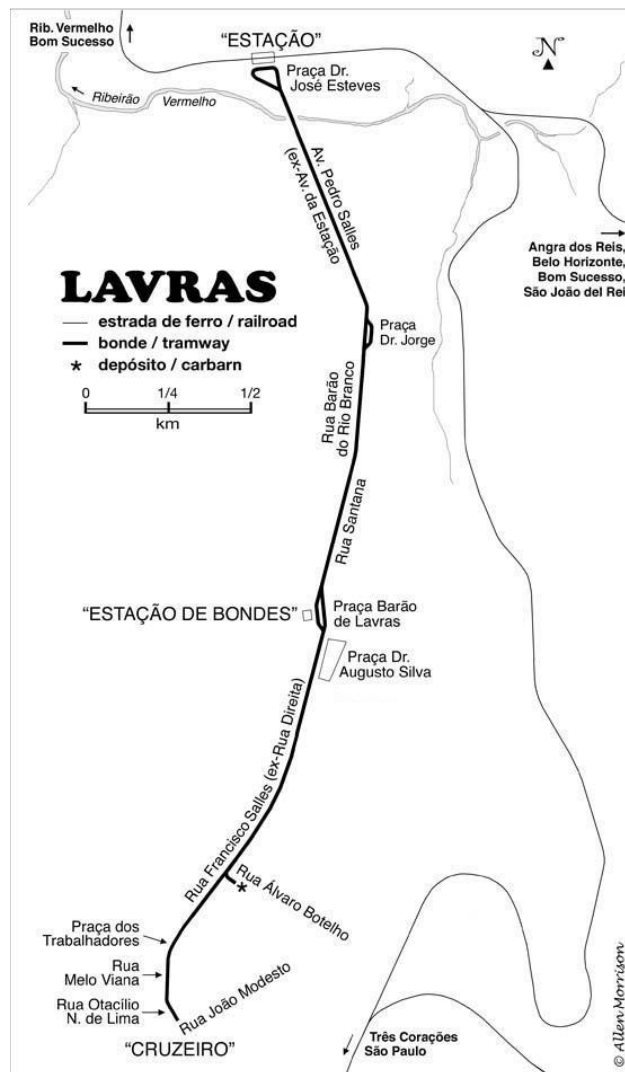 Rib. Vermelho
Bom Sucesso
"ESTAÇÃO"
N
Praça Dr.
José Esteves
Ribeirão Vermelho
Av. Pedro Salles
(ex-Av. da Estação)
Angra dos Reis,
Belo Horizonte,
Bom Sucesso,
São João del Rei
LAVRAS
estrada de ferro / railroad
bonde / tramway
* depósito / carbarn
0 1/4 1/2
km
Praça
Dr. Jorge
Rua Barão
do Rio Branco
Rua Santana
"ESTAÇÃO DE BONDES"
Praça Barão
de Lavras
Praça Dr.
Augusto Silva
Rua Francisco Salles (ex-Rua Direita)
Rua Álvaro Botelho
*
Praça dos
Trabalhadores
Rua
Melo Viana
Rua Otacílio
N. de Lima
Rua João Modesto
"CRUZEIRO"
Três Corações
São Paulo
© Allen Morrison